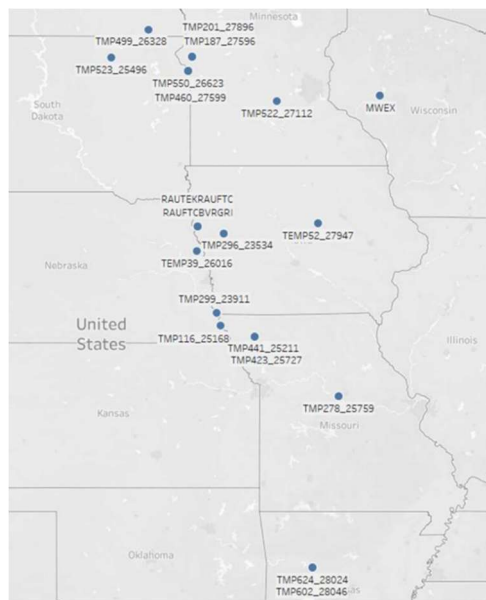 Minnesota
TMP201_27896
TMP499_26328
TMP187_27596
TMP523_25496
TMP550_26623
TMP460_27599
TMP522_27112
MWEX
Wisconsin
South
Dakota
RAUTEKRAUFTC
RAUFTCBVRGRI
TMP296_23534
TEMP52_27947
TEMP39_26016
Nebraska
TMP299_23911
United
States
TMP116_25168
TMP441_25211
TMP423_25727
Illinois
TMP278_25759
Kansas
Missouri
Oklahoma
TMP624_28024
TMP602_28046
as